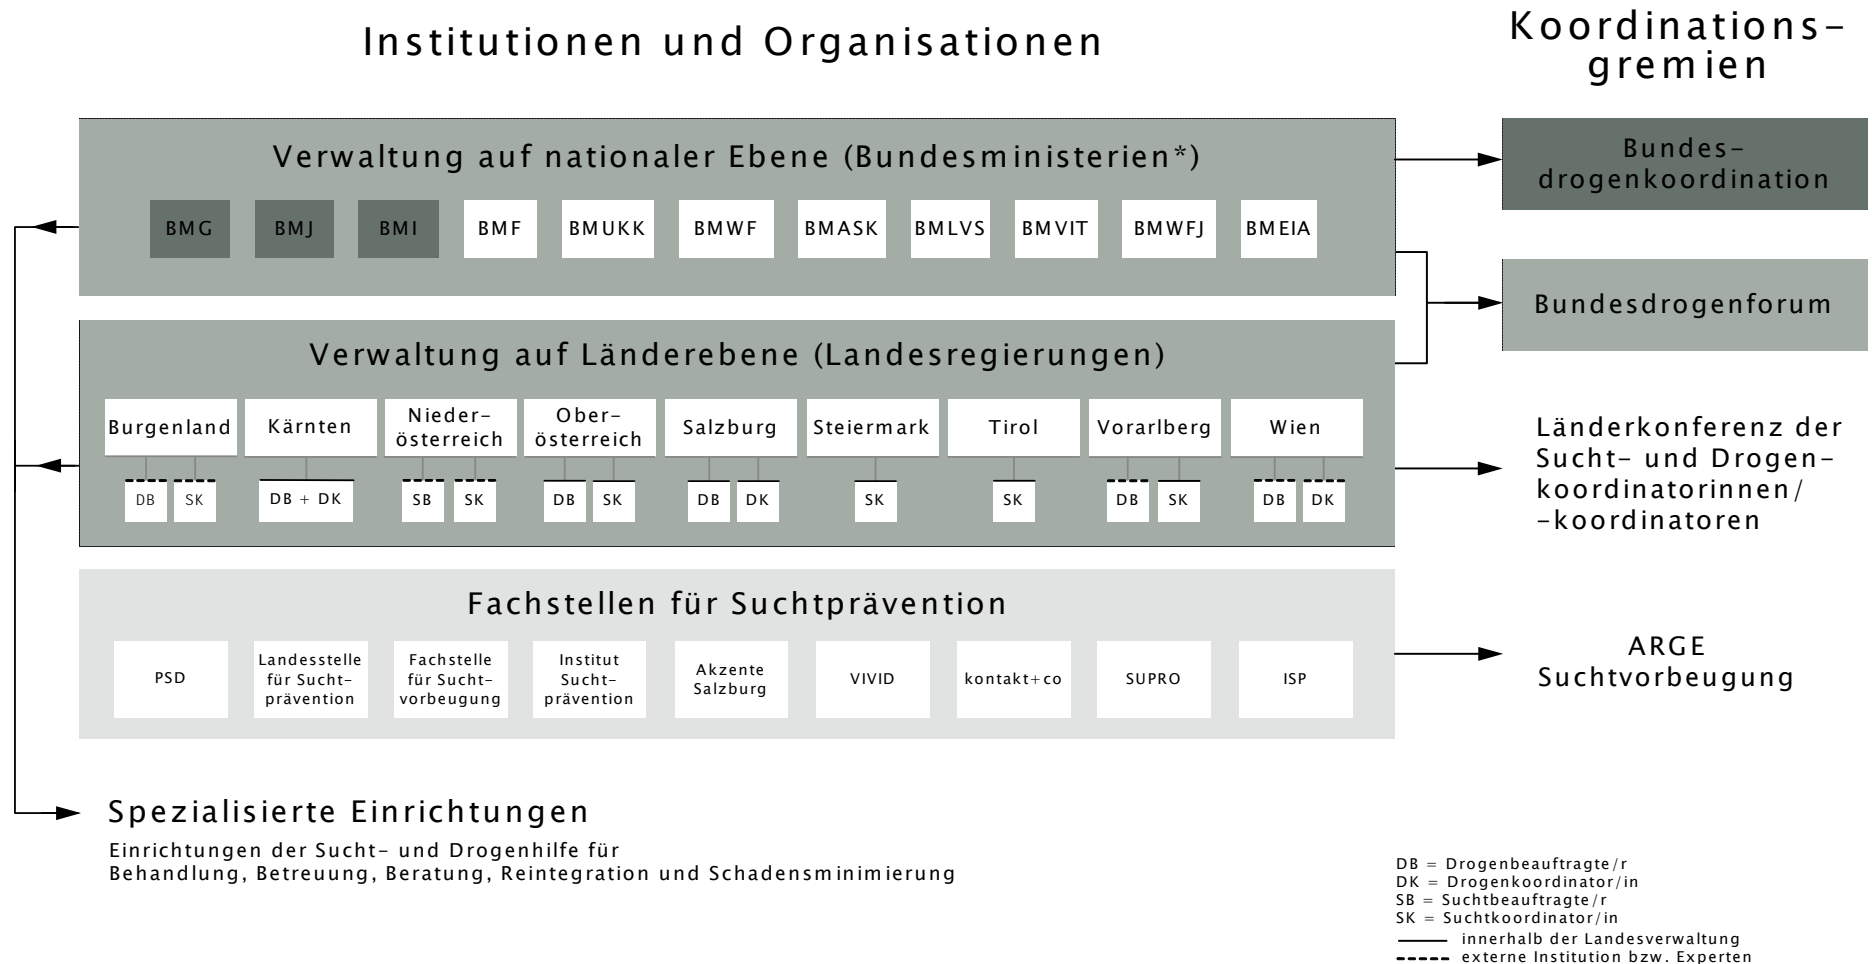 Institutionen und Organisationen
Koordinations-
gremien
Verwaltung auf nationaler Ebene (Bundesministerien*)
BMG BMJ BMI BMF BMUKK BMWF BMASK BMLVS BMVIT BMWFJ BMEIA
Bundes-
drogenkoordination
Bundesdrogenforum
Verwaltung auf Länderebene (Landesregierungen)
Burgenland
Kärnten
Nieder-
österreich
Ober-
österreich
Salzburg
Steiermark
Tirol
Vorarlberg
Wien
DB SK
DB + DK
SB SK
DB SK
DB DK
SK
SK
DB SK
DB DK
Länderkonferenz der
Sucht- und Drogen-
koordinatorinnen/
-koordinatoren
Fachstellen für Suchtprävention
PSD
Landesstelle
für Sucht-
prävention
Fachstelle
für Sucht-
vorbeugung
Institut
Sucht-
prävention
Akzente
Salzburg
VIVID
kontakt+co
SUPRO
ISP
ARGE
Suchtvorbeugung
Spezialisierte Einrichtungen
Einrichtungen der Sucht- und Drogenhilfe für
Behandlung, Betreuung, Beratung, Reintegration und Schadensminimierung
DB = Drogenbeauftragte/r
DK = Drogenkoordinator/in
SB = Suchtbeauftragte/r
SK = Suchtkoordinator/in
innerhalb der Landesverwaltung
externe Institution bzw. Experten